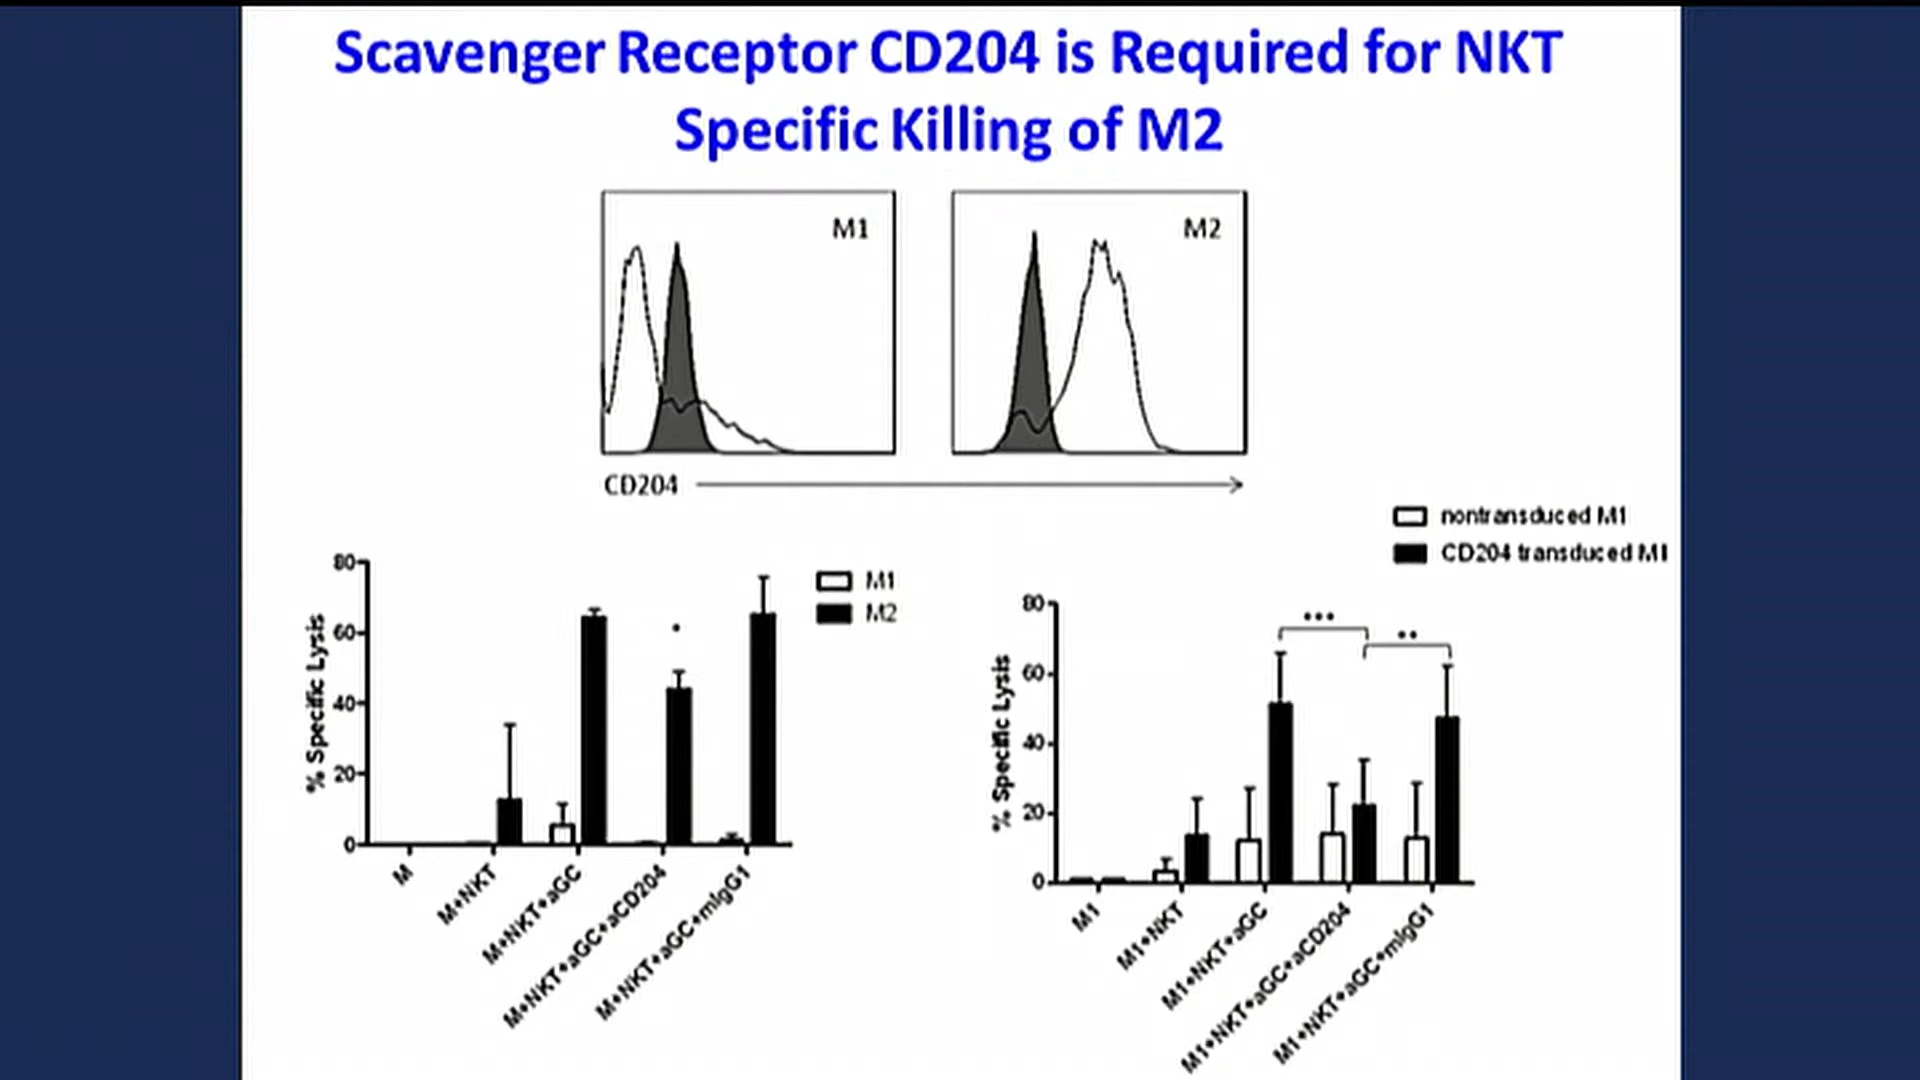 Scavenger Receptor CD204 is Required for NKT
Specific Killing of M2
M1
M2
CD204
nontransduced M1
CD204 transduced M1
M1
M2
% Specific Lysis
80
60
40
20
0
M
M+NKT
M+NKT+aGC
M+NKT+aGC+aCD204
M+NKT+aGC+mIgG1
% Specific Lysis
80
60
40
20
0
***
**
M1
M1+NKT
M1+NKT+aGC
M1+NKT+aGC+aCD204
M1+NKT+aGC+mIgG1